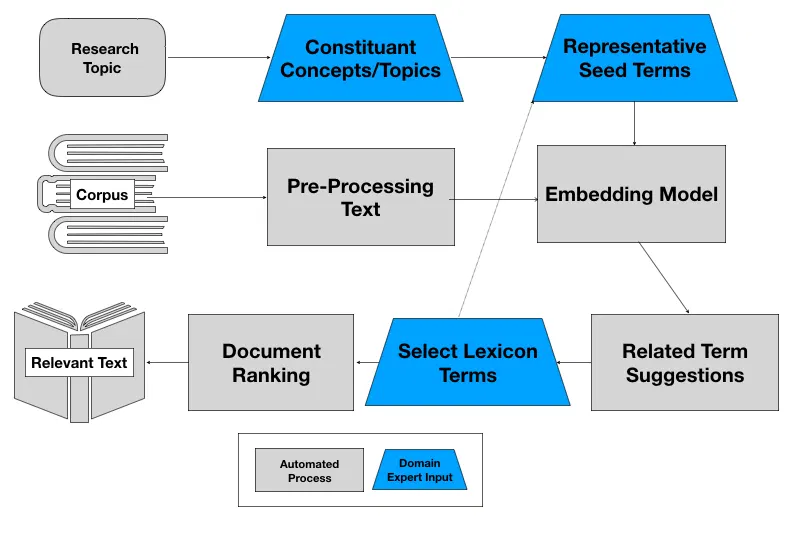 Research
Topic
Constituant
Concepts/Topics
Representative
Seed Terms
Corpus
Pre-Processing
Text
Embedding Model
Relevant Text
Document
Ranking
Select Lexicon
Terms
Related Term
Suggestions
Automated
Process
Domain
Expert Input